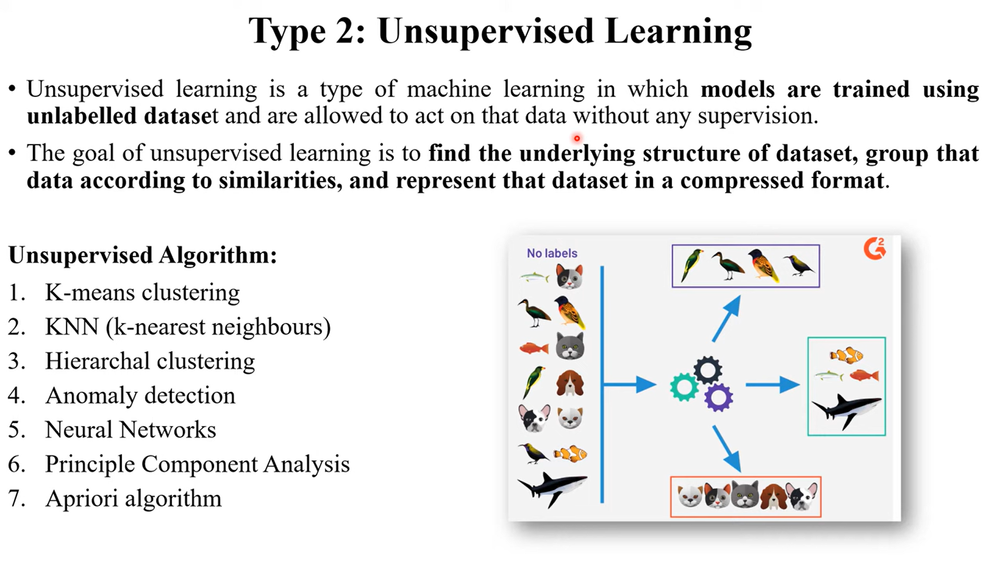 Type 2: Unsupervised Learning
• Unsupervised learning is a type of machine learning in which models are trained using
unlabelled dataset and are allowed to act on that data without any supervision.
• The goal of unsupervised learning is to find the underlying structure of dataset, group that
data according to similarities, and represent that dataset in a compressed format.
Unsupervised Algorithm:
1. K-means clustering
2. KNN (k-nearest neighbours)
3. Hierarchal clustering
4. Anomaly detection
5. Neural Networks
6. Principle Component Analysis
7. Apriori algorithm
No labels
G2